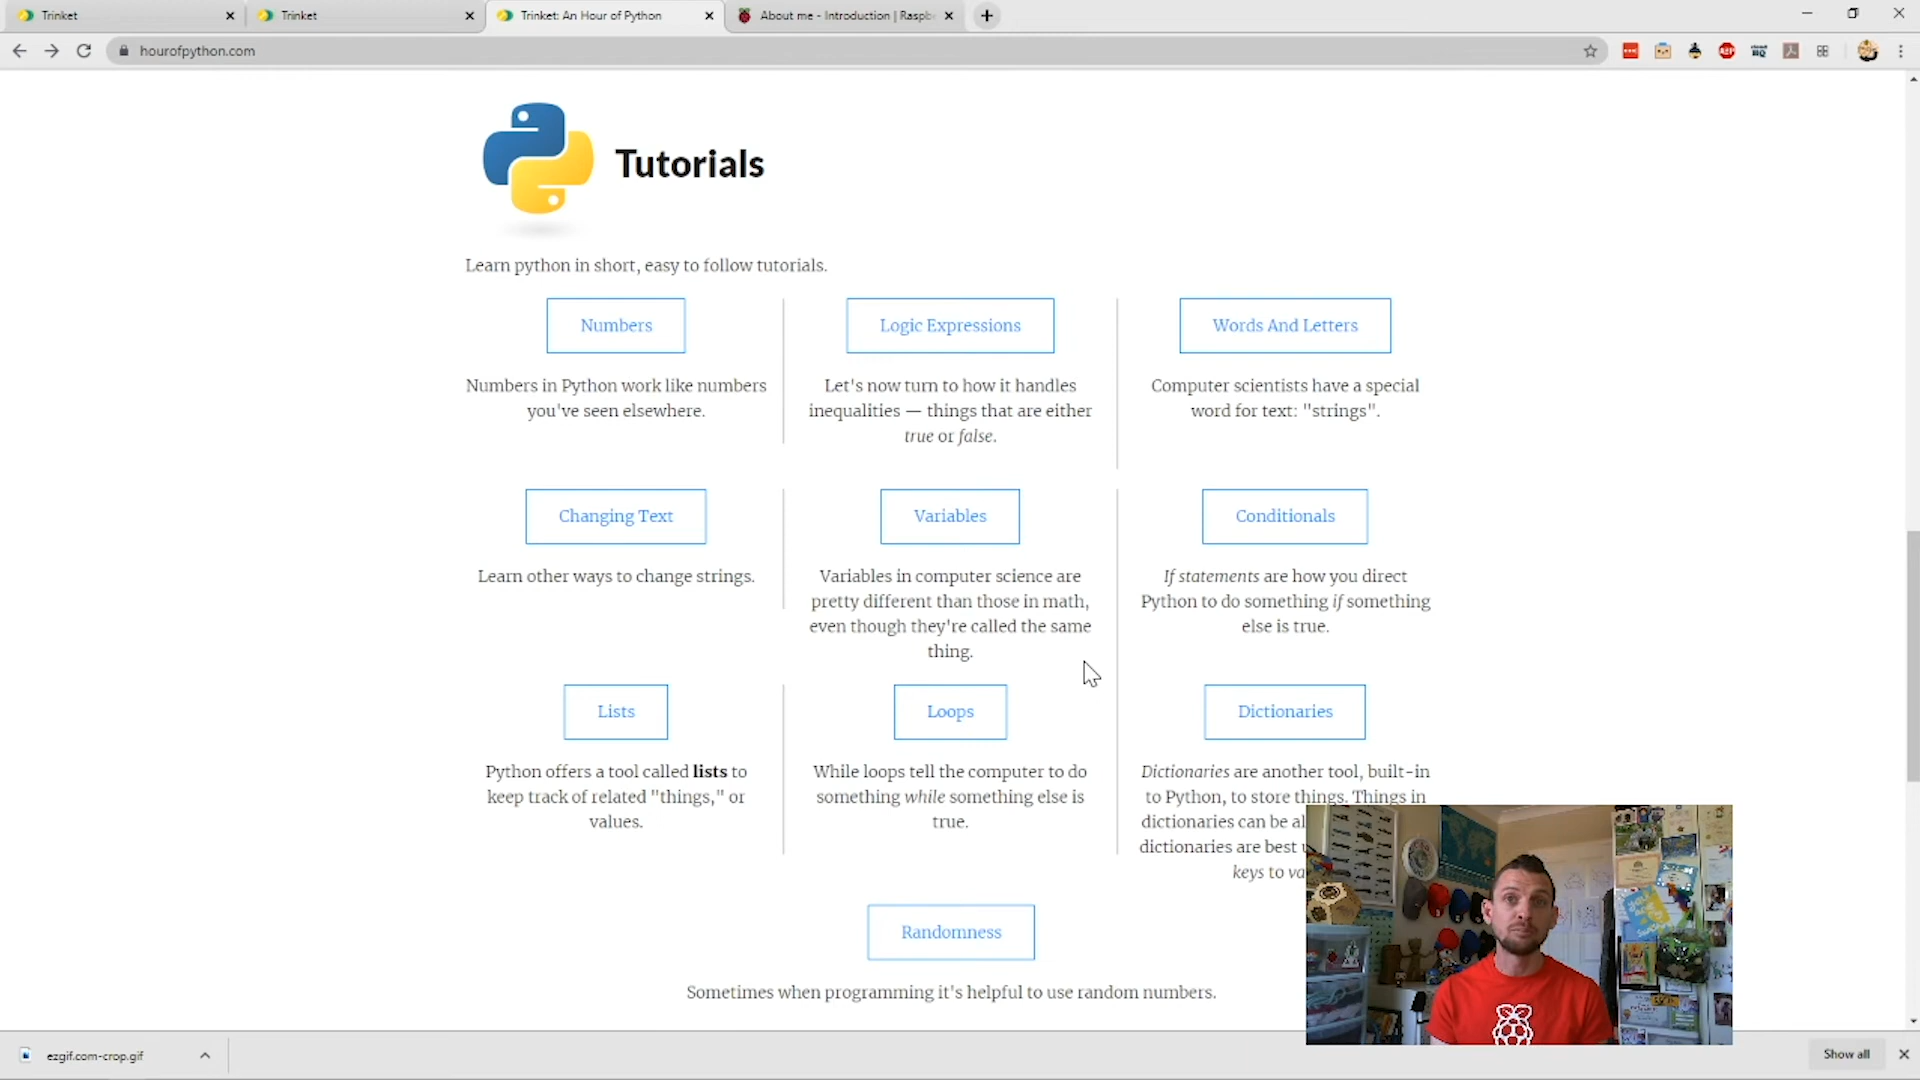 Trinket
Trinket
Trinket: An Hour of Python
About me - Introduction | Raspb
hourofpython.com
Tutorials
Learn python in short, easy to follow tutorials.
Numbers
Numbers in Python work like numbers
you've seen elsewhere.
Logic Expressions
Let's now turn to how it handles
inequalities — things that are either
true or false.
Words And Letters
Computer scientists have a special
word for text: "strings".
Changing Text
Learn other ways to change strings.
Variables
Variables in computer science are
pretty different than those in math,
even though they're called the same
thing.
Conditionals
If statements are how you direct
Python to do something if something
else is true.
Lists
Python offers a tool called lists to
keep track of related "things," or
values.
Loops
While loops tell the computer to do
something while something else is
true.
Dictionaries
Dictionaries are another tool, built-in
to Python, to store things. Things in
dictionaries can be al
dictionaries are best u
keys to va
Randomness
Sometimes when programming it's helpful to use random numbers.
ezgif.com-crop.gif
Show all